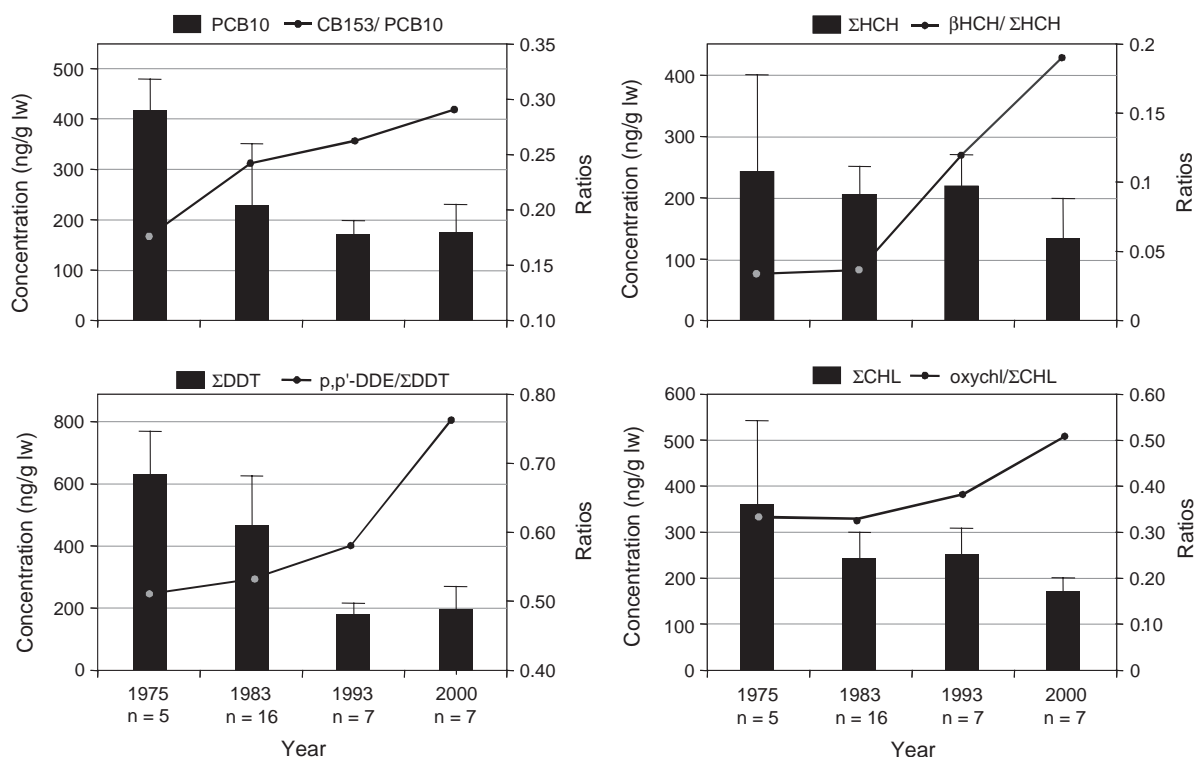 PCB10 CB153/ PCB10
500
400
300
200
100
0
Concentration (ng/g lw)
0.35
0.30
0.25
0.20
0.15
0.10
Ratios
ΣHCH βHCH/ ΣHCH
400
300
200
100
0
Concentration (ng/g lw)
0.2
0.15
0.1
0.05
0
Ratios
ΣDDT p,p'-DDE/ΣDDT
800
600
400
200
0
Concentration (ng/g lw)
0.80
0.70
0.60
0.50
0.40
Ratios
1975 1983 1993 2000
n = 5 n = 16 n = 7 n = 7
Year
ΣCHL oxychl/ΣCHL
600
500
400
300
200
100
0
Concentration (ng/g lw)
0.60
0.50
0.40
0.30
0.20
0.10
0
Ratios
1975 1983 1993 2000
n = 5 n = 16 n = 7 n = 7
Year